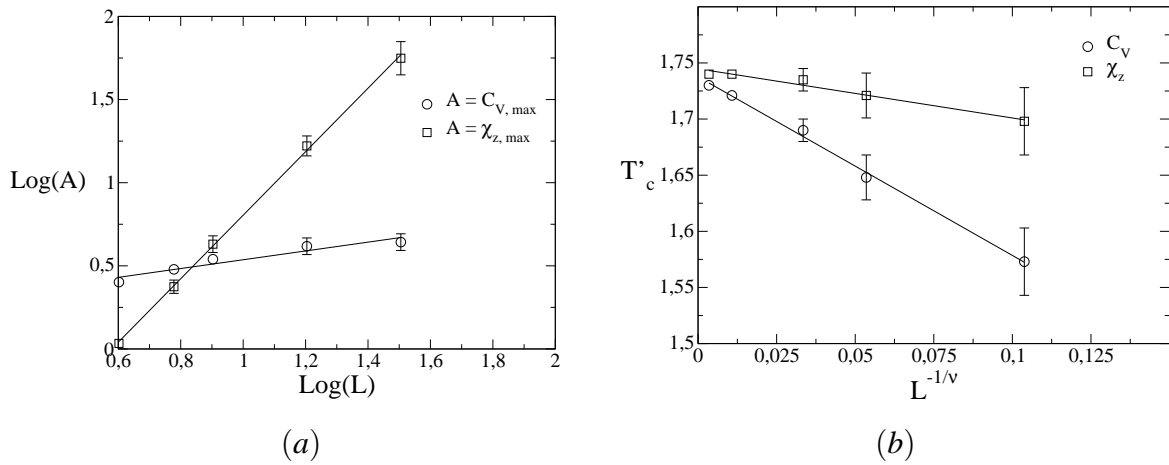 2
1,5
1
0,5
0
Log(A)
A = C_V, max
A = χ_z, max
0,6 0,8 1 1,2 1,4 1,6 1,8 2
Log(L)
(a)
1,8
1,75
1,7
1,65
1,6
1,55
1,5
T'_c
C_V
χ_z
0 0,025 0,05 0,075 0,1 0,125
L^-1/ν
(b)